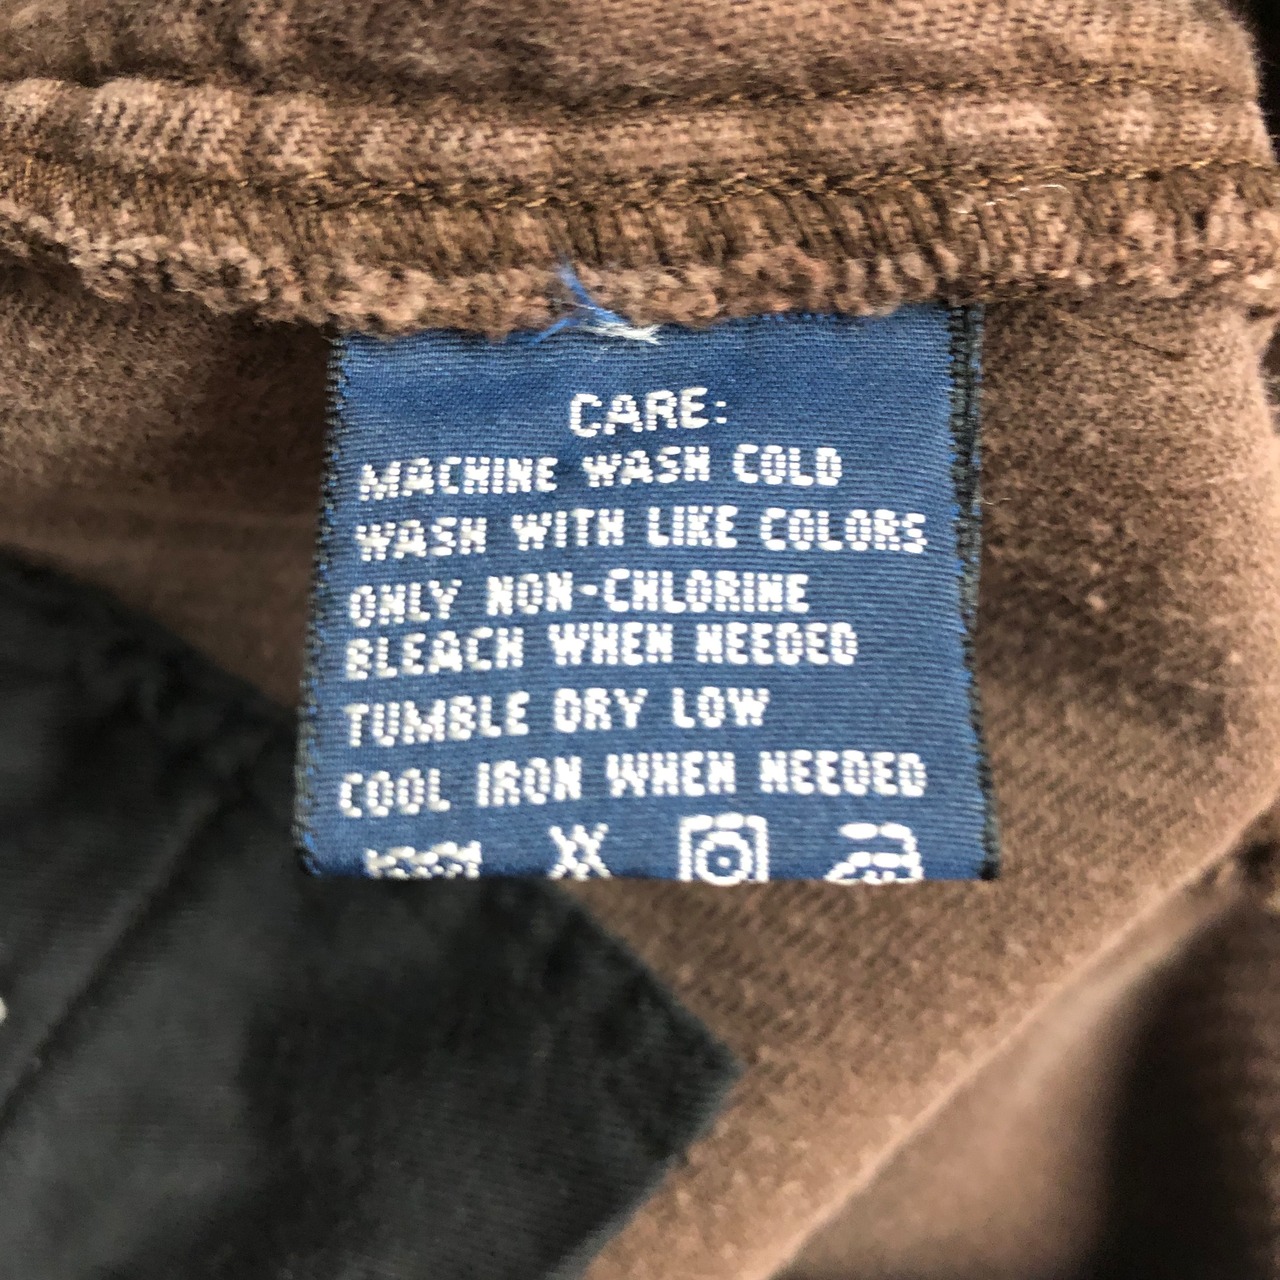 CARE:
MACHINE WASH COLD
WASH WITH LIKE COLORS
ONLY NON-CHLORINE
BLEACH WHEN NEEDED
TUMBLE DRY LOW
COOL IRON WHEN NEEDED